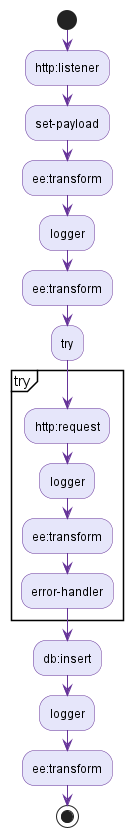 http:listener
set-payload
ee:transform
logger
ee:transform
try
try
http:request
logger
ee:transform
error-handler
db:insert
logger
ee:transform